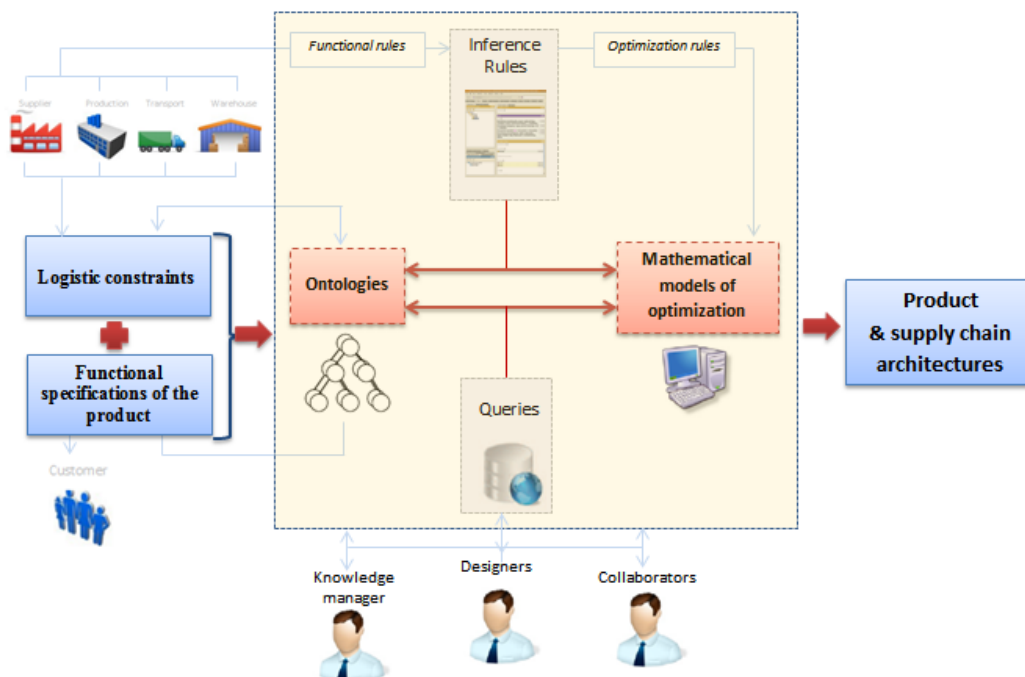 Functional rules
Inference
Rules
Optimization rules
Supplier
Production
Transport
Warehouse
Logistic constraints
Ontologies
Mathematical
models of
optimization
Product
& supply chain
architectures
Functional
specifications of the
product
Queries
Customer
Knowledge
manager
Designers
Collaborators